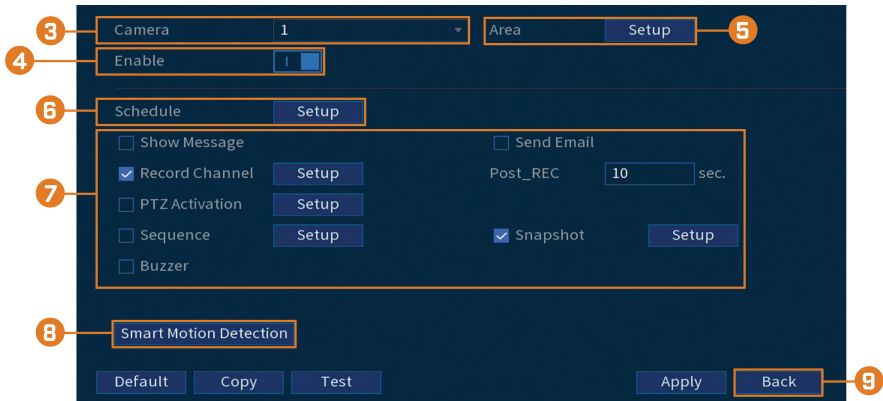 3 Camera 1 Area Setup 5
4 Enable
6 Schedule Setup
Show Message Send Email
Record Channel Setup Post_REC 10 sec.
7 PTZ Activation Setup
Sequence Setup Snapshot Setup
Buzzer
8 Smart Motion Detection
Default Copy Test Apply Back 9